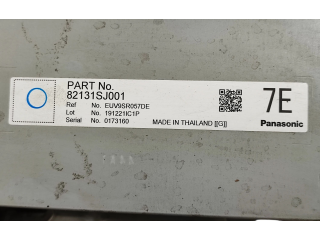 PART No.
82131SJ001
Ref No. EUV9SR057DE
Lot No. 191221IC1P
Serial No. 0173160
MADE IN THAILAND [[G]]
7E
Panasonic